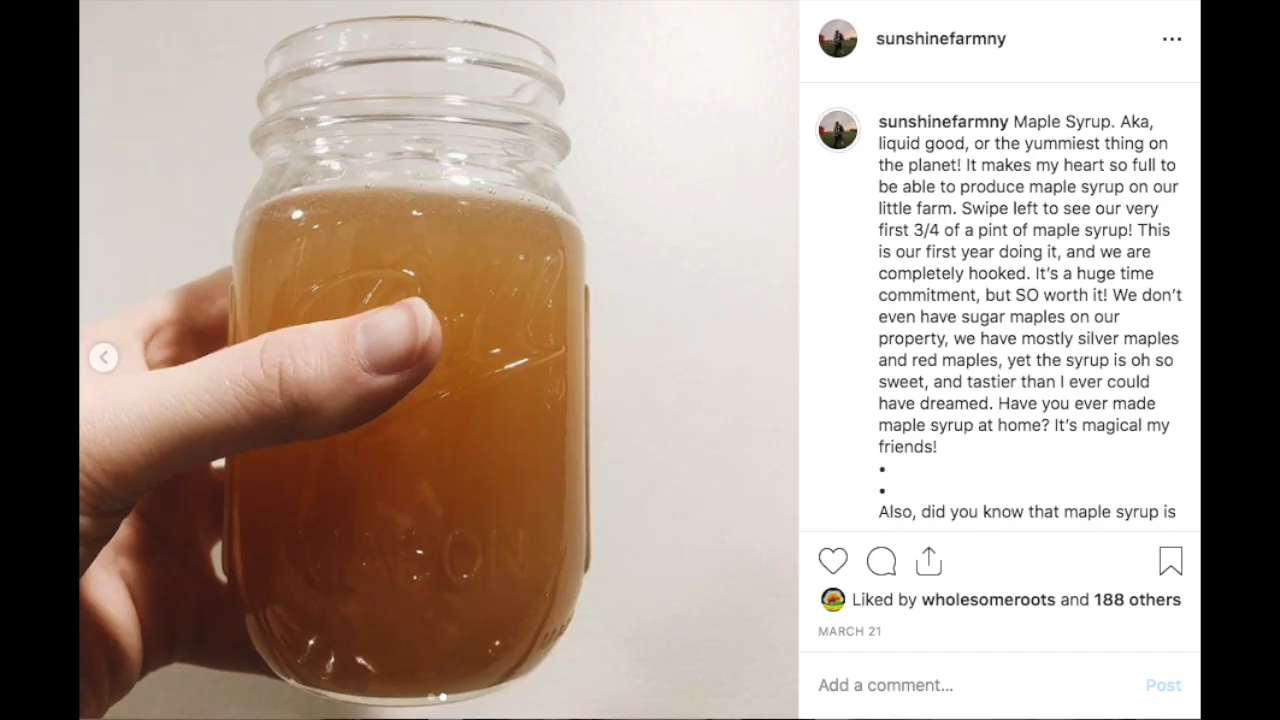 sunshinefarmny
sunshinefarmny Maple Syrup. Aka,
liquid good, or the yummiest thing on
the planet! It makes my heart so full to
be able to produce maple syrup on our
little farm. Swipe left to see our very
first 3/4 of a pint of maple syrup! This
is our first year doing it, and we are
completely hooked. It’s a huge time
commitment, but SO worth it! We don’t
even have sugar maples on our
property, we have mostly silver maples
and red maples, yet the syrup is oh so
sweet, and tastier than I ever could
have dreamed. Have you ever made
maple syrup at home? It’s magical my
friends!
•
•
Also, did you know that maple syrup is
Liked by wholesomeroots and 188 others
MARCH 21
Add a comment... Post
MASON